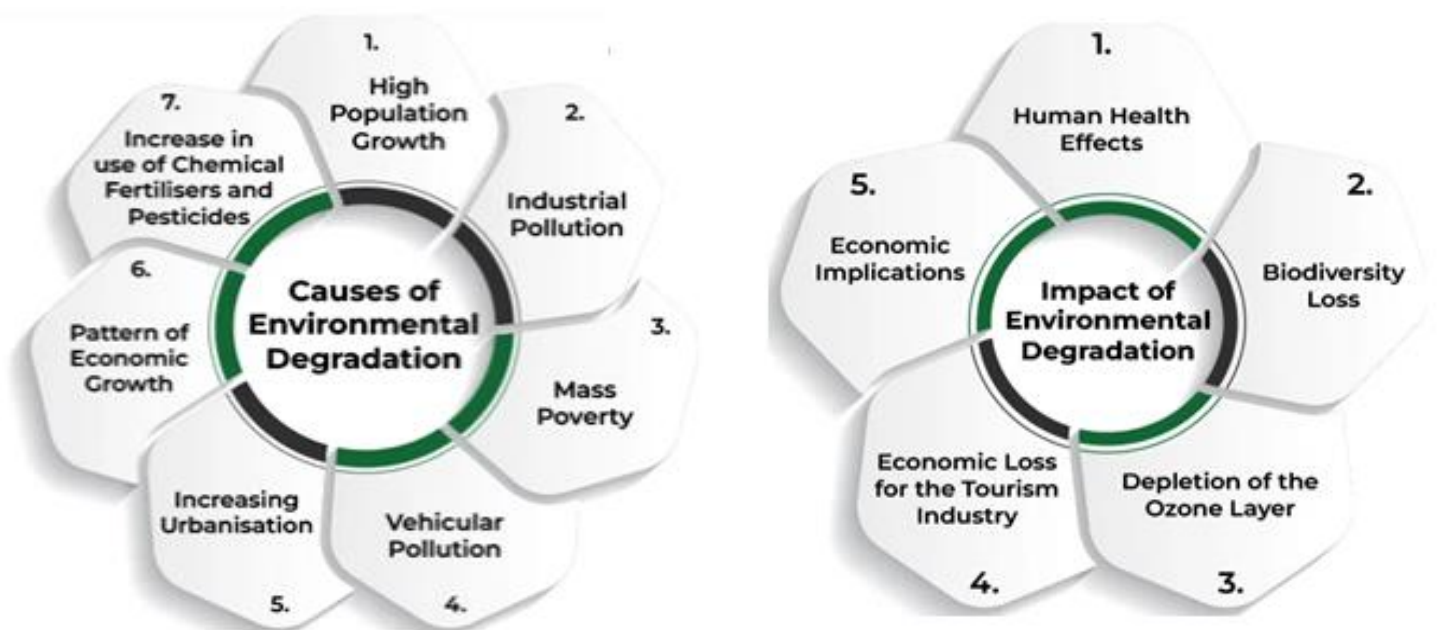 1.
High
Population
Growth
2.
Industrial
Pollution
3.
Mass
Poverty
4.
Vehicular
Pollution
5.
Increasing
Urbanisation
6.
Pattern of
Economic
Growth
7.
Increase in
use of Chemical
Fertilisers and
Pesticides
Causes of
Environmental
Degradation
1.
Human Health
Effects
2.
Biodiversity
Loss
3.
Depletion of the
Ozone Layer
4.
Economic Loss
for the Tourism
Industry
5.
Economic
Implications
Impact of
Environmental
Degradation